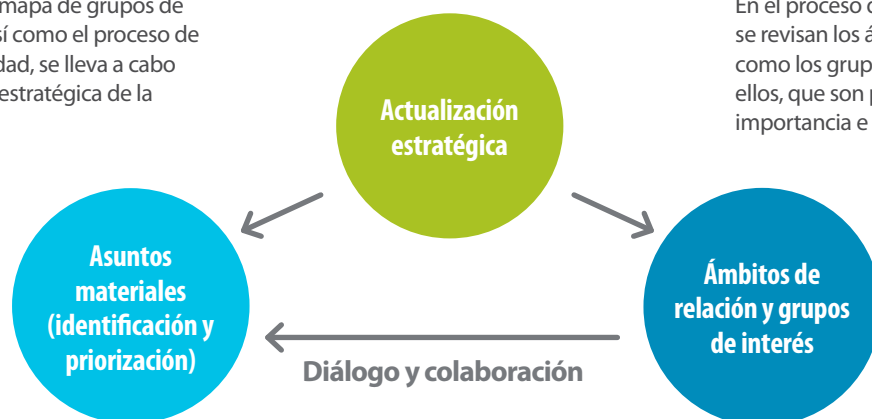 mapa de grupos de
sí como el proceso de
dad, se lleva a cabo
estratégica de la
En el proceso
se revisan los
como los
ellos, que son
importancia e
Actualización
estratégica
Asuntos
materiales
(identificación y
priorización)
Ámbitos de
relación y grupos
de interés
Diálogo y colaboración